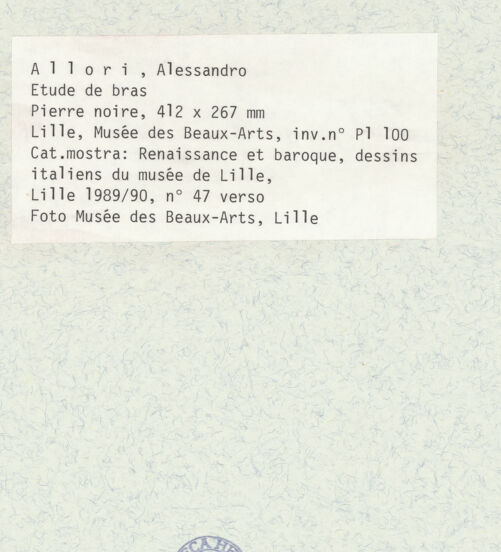 A l l o r i , Alessandro
Etude de bras
Pierre noire, 412 x 267 mm
Lille, Musée des Beaux-Arts, inv.n° Pl 100
Cat.mostra: Renaissance et baroque, dessins
italiens du musée de Lille,
Lille 1989/90, n° 47 verso
Foto Musée des Beaux-Arts, Lille